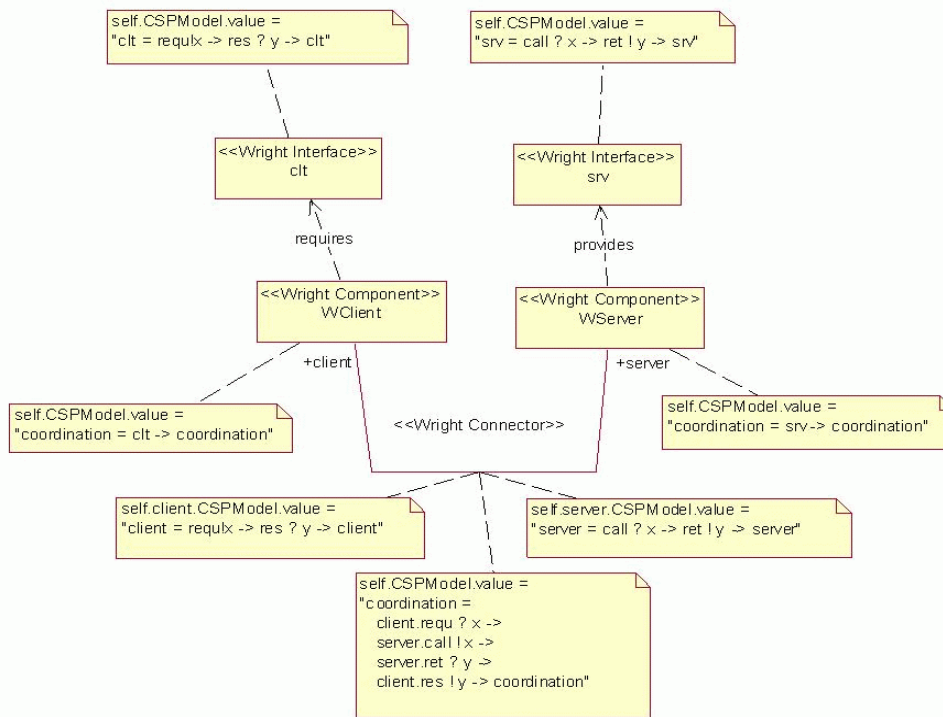 self.CSPModel.value =
"clt = requlx -> res ? y -> clt"
self.CSPModel.value =
"srv = call ? x -> ret ! y -> srv"
<<Wright Interface>>
clt
<<Wright Interface>>
srv
requires
provides
<<Wright Component>>
WClient
<<Wright Component>>
WServer
+client
+server
self.CSPModel.value =
"coordination = clt -> coordination"
<<Wright Connector>>
self.CSPModel.value =
"coordination = srv -> coordination"
self.client.CSPModel.value =
"client = requlx -> res ? y -> client"
self.server.CSPModel.value =
"server = call ? x -> ret ! y -> server"
self.CSPModel.value =
"coordination =
client.requ ? x ->
server.call ! x ->
server.ret ? y ->
client.res ! y -> coordination"